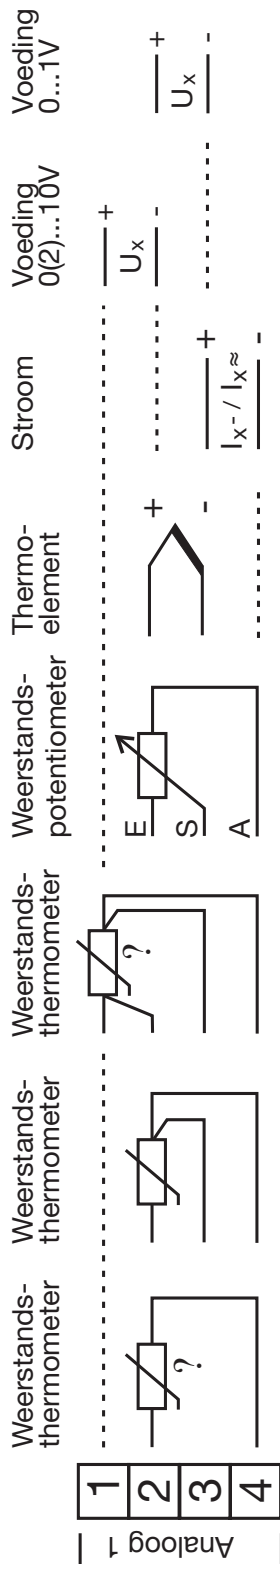 Weerstands-
thermometer
Weerstands-
thermometer
Weerstands-
thermometer
Weerstands-
potentiometer
Thermo-
element
Stroom
Voeding
0(2)...10V
Voeding
0...1V
Analoog 1
1
2
3
4
?
?
E
S
A
+
-
+
-
Ix- / Ix≈
+
-
Ux
+
-
Ux